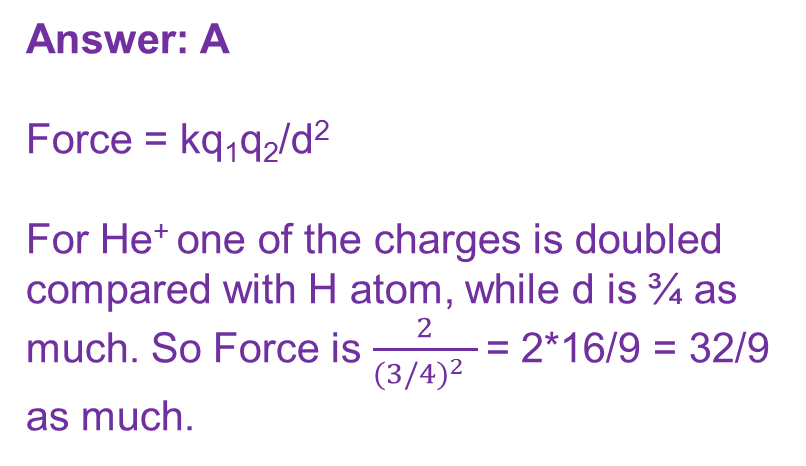 Answer: A
Force = kq₁q₂/d²
For He⁺ one of the charges is doubled
compared with H atom, while d is ¾ as
much. So Force is 2/(3/4)² = 2*16/9 = 32/9
as much.